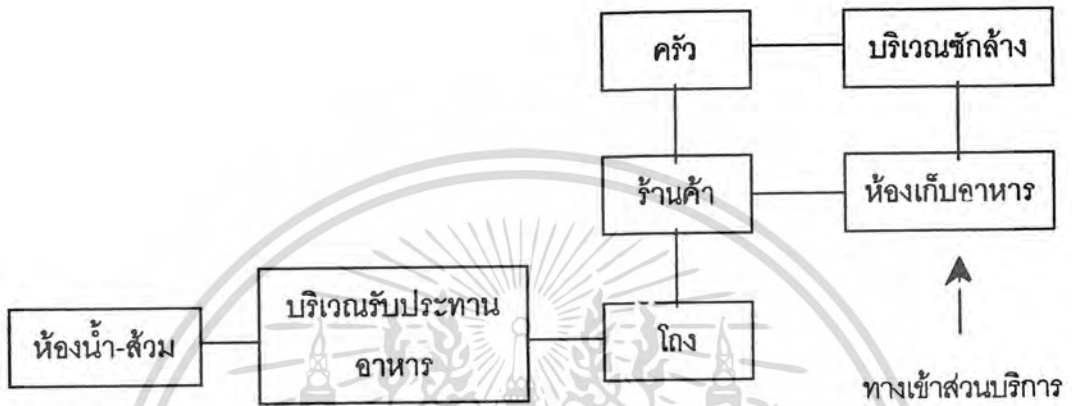 ครัว
บริเวณซักล้าง
ร้านค้า
ห้องเก็บอาหาร
ห้องน้ำ-ส้วม
บริเวณรับประทาน
อาหาร
โถง
ทางเข้าส่วนบริการ